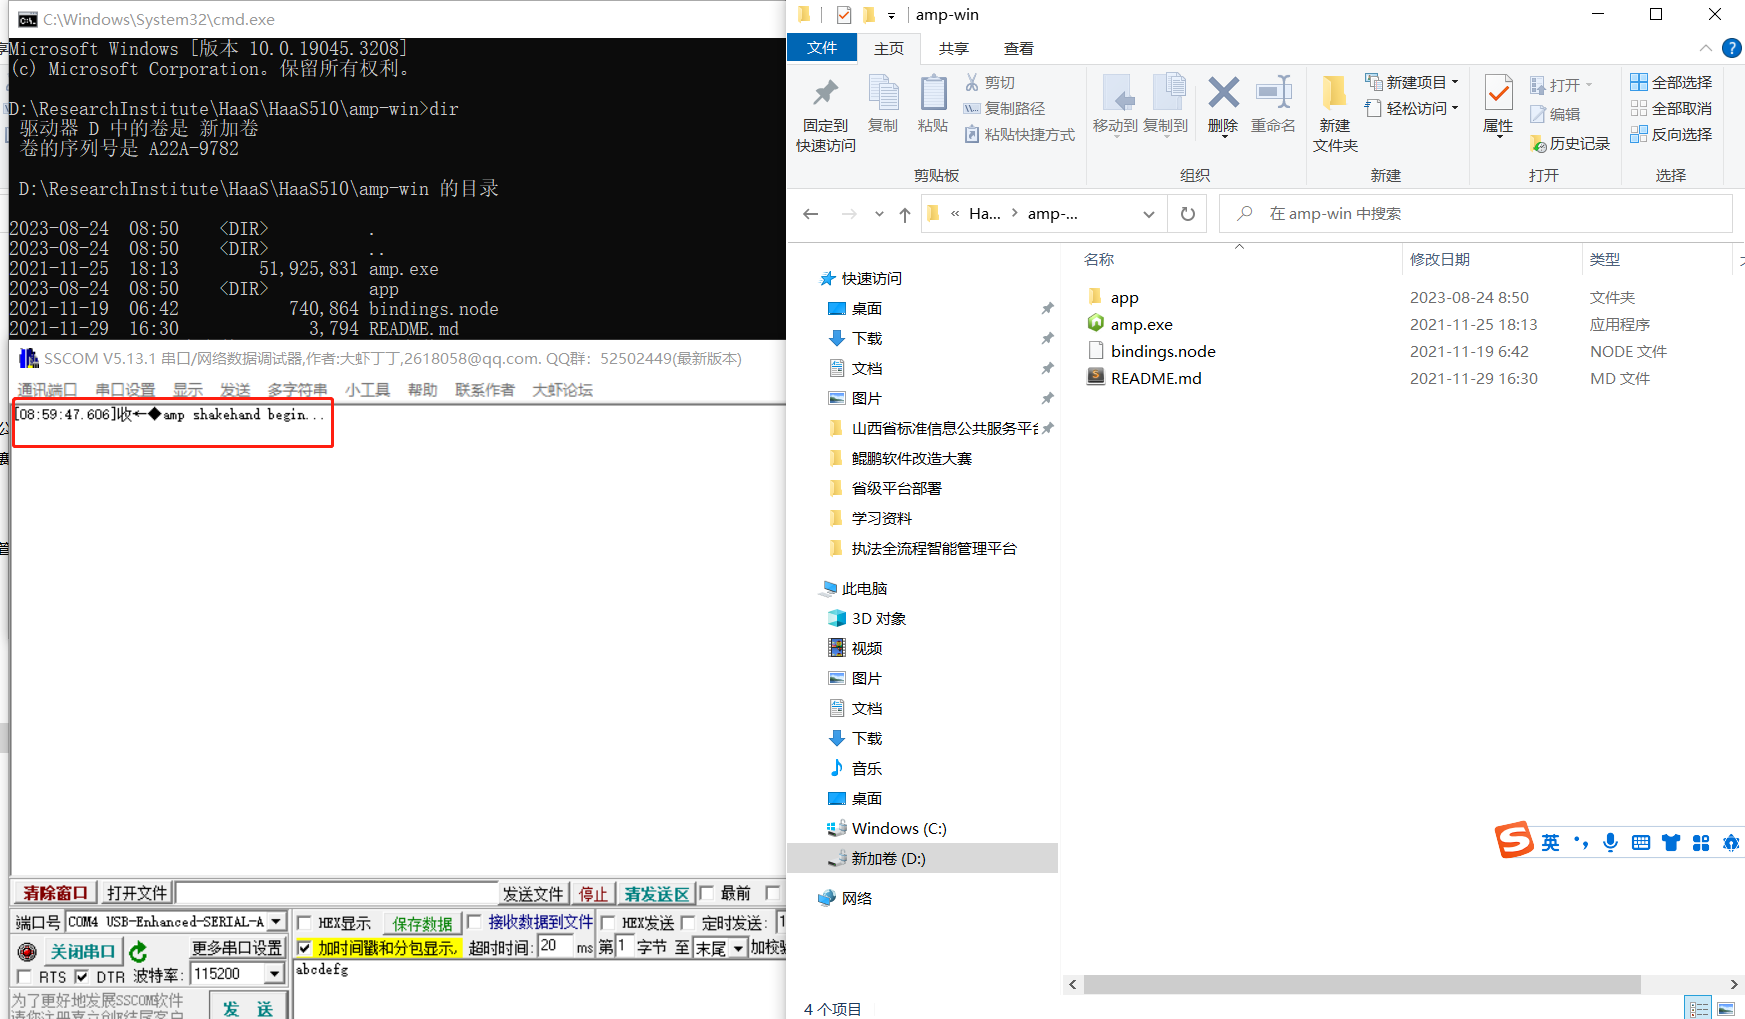 C:\Windows\System32\cmd.exe
Microsoft Windows [版本 10.0.19045.3208]
(c) Microsoft Corporation。保留所有权利。
D:\ResearchInstitute\HaaS\HaaS510\amp-win>dir
驱动器 D 中的卷是 新加卷
卷的序列号是 A22A-9782
D:\ResearchInstitute\HaaS\HaaS510\amp-win 的目录
2023-08-24 08:50 <DIR> .
2023-08-24 08:50 <DIR> ..
2021-11-25 18:13 51,925,831 amp.exe
2023-08-24 08:50 <DIR> app
2021-11-19 06:42 740,864 bindings.node
2021-11-29 16:30 3,794 README.md
SSCOM V5.13.1 串口/网络数据调试器,作者:大虾丁丁,2618058@qq.com. QQ群：52502449(最新版本)
通讯端口 串口设置 显示 发送 多字符串 小工具 帮助 联系作者 大虾论坛
[08:59:47.606]收←◆amp shakehand begin...
清除窗口 打开文件 发送文件 停止 清发送区 最前
端口号 COM4 USB-Enhanced-SERIAL-A HEX显示 保存数据 接收数据到文件 HEX发送 定时发送：
关闭串口 更多串口设置 加时间戳和分包显示, 超时时间: 20 ms 第 1 字节 至 末尾 加校
RTS DTR 波特率： 115200
abcdefg
为了更好地发展SSCOM软件
发 送
amp-win
文件 主页 共享 查看
固定到快速访问 复制 粘贴 剪切 复制路径 粘贴快捷方式
移动到 复制到 删除 重命名
新建文件夹 新建项目 轻松访问
属性 打开 编辑 历史记录
全部选择 全部取消 反向选择
剪贴板 组织 新建 打开 选择
« Ha... > amp-...
在 amp-win 中搜索
快速访问
桌面
下载
文档
图片
山西省标准信息公共服务平台
鲲鹏软件改造大赛
省级平台部署
学习资料
执法全流程智能管理平台
此电脑
3D 对象
视频
图片
文档
下载
音乐
桌面
Windows (C:)
新加卷 (D:)
网络
名称 修改日期 类型
app 2023-08-24 8:50 文件夹
amp.exe 2021-11-25 18:13 应用程序
bindings.node 2021-11-19 6:42 NODE 文件
README.md 2021-11-29 16:30 MD 文件
英
4 个项目